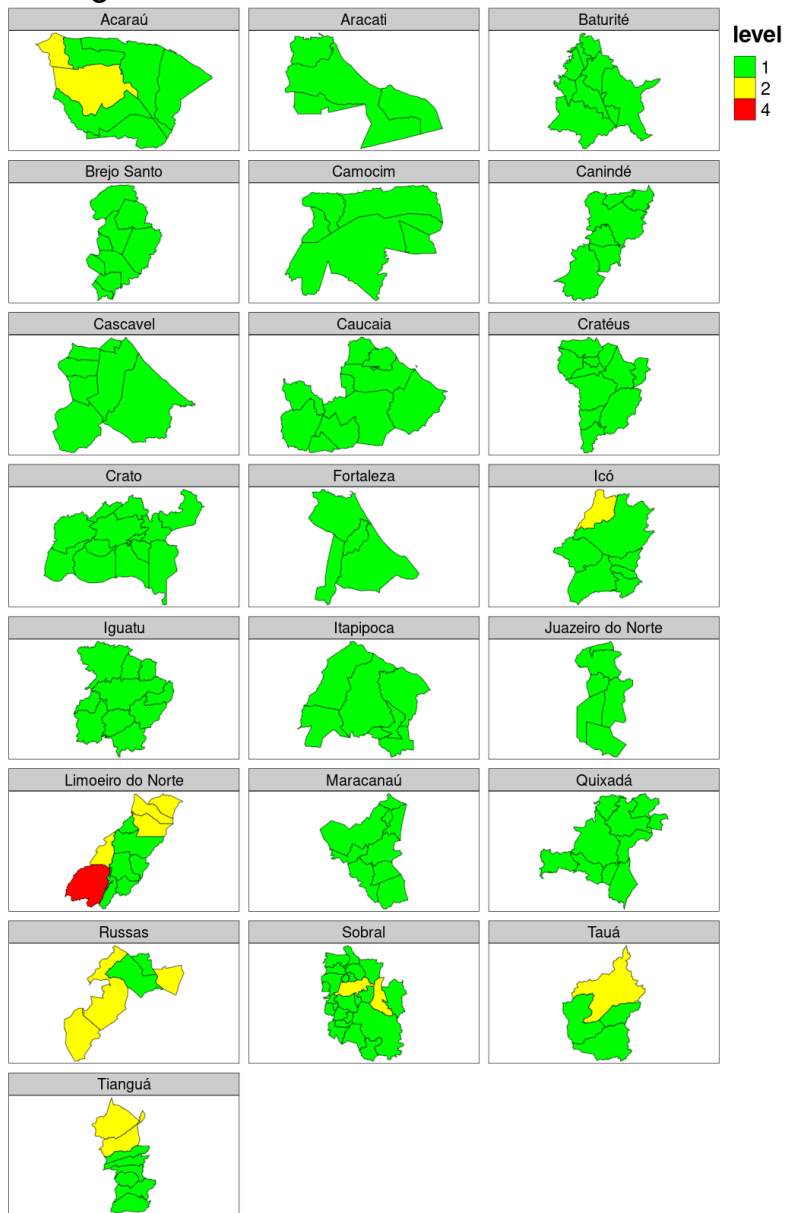 Acaraú
Aracati
Baturité
level
1
2
4
Brejo Santo
Camocim
Canindé
Cascavel
Caucaia
Cratéus
Crato
Fortaleza
Icó
Iguatu
Itapipoca
Juazeiro do Norte
Limoeiro do Norte
Maracanaú
Quixadá
Russas
Sobral
Tauá
Tianguá